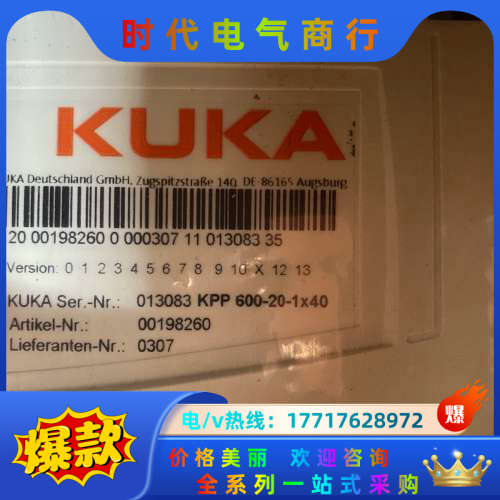 时代电气商行
KUKA
UKA Deutschland GmbH, Zugspitzstraße 140, DE-86165 Augsburg
20 00198260 0 000307 11 013083 35
Version: 0 1 2 3 4 5 6 7 8 9 10 X 12 13
KUKA Ser.-Nr.: 013083 KPP 600-20-1x40
Artikel-Nr.: 00198260
Lieferanten-Nr.: 0307
电/v热线：17717628972
爆
爆款
价格美丽 欢迎咨询
全系列一站式采购